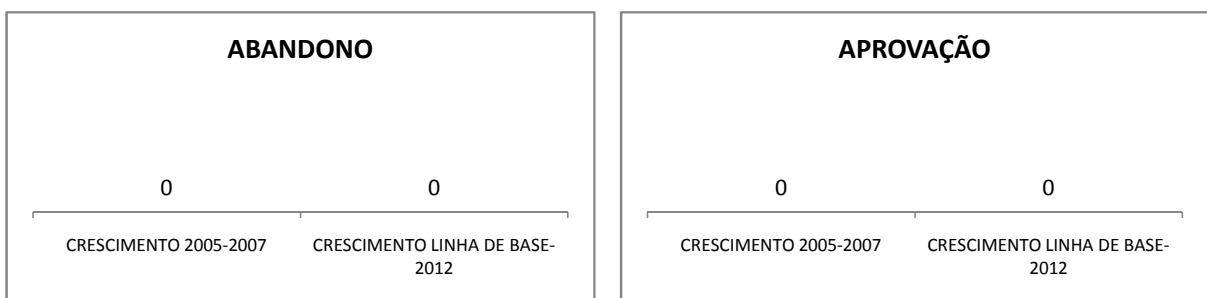 ABANDONO
0
0
CRESCIMENTO 2005-2007
CRESCIMENTO LINHA DE BASE-
2012
APROVAÇÃO
0
0
CRESCIMENTO 2005-2007
CRESCIMENTO LINHA DE BASE-
2012